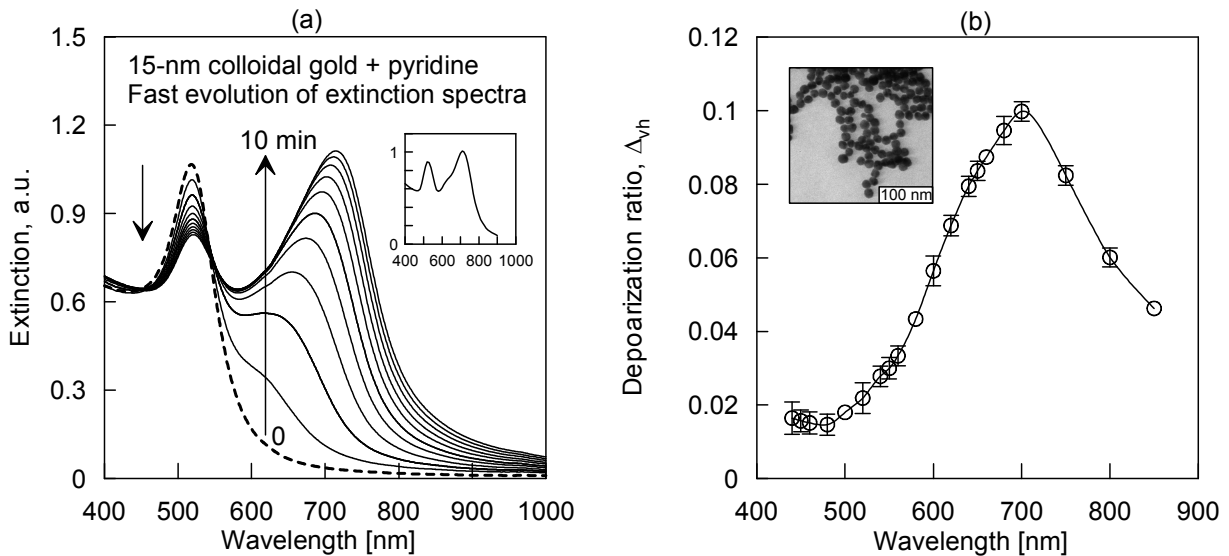 (a)
1.5
1.2
0.9
0.6
0.3
0
Extinction, a.u.
15-nm colloidal gold + pyridine
Fast evolution of extinction spectra
10 min
0
1
0
400 600 800 1000
400 500 600 700 800 900 1000
Wavelength [nm]
(b)
0.12
0.1
0.08
0.06
0.04
0.02
0
Depoarization ratio, Δvh
100 nm
400 500 600 700 800 900
Wavelength [nm]